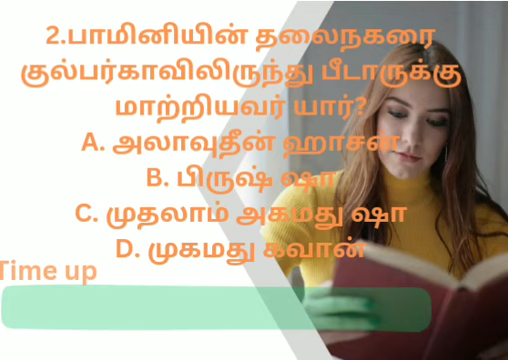 2.பாமினியின் தலைநகரை
குல்பர்காவிலிருந்து பீடாருக்கு
மாற்றியவர் யார்?
A. அலாவுதீன் ஹாசன்
B. பிருஷ் ஷா
C. முதலாம் அகமது ஷா
D. முகமது கவான்
Time up